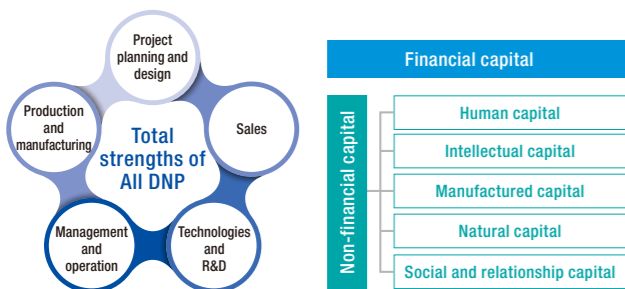 Project
planning and
design
Production
and
manufacturing
Total
strengths of
All DNP
Sales
Management
and
operation
Technologies
and
R&D
Financial capital
Non-financial capital
Human capital
Intellectual capital
Manufactured capital
Natural capital
Social and relationship capital